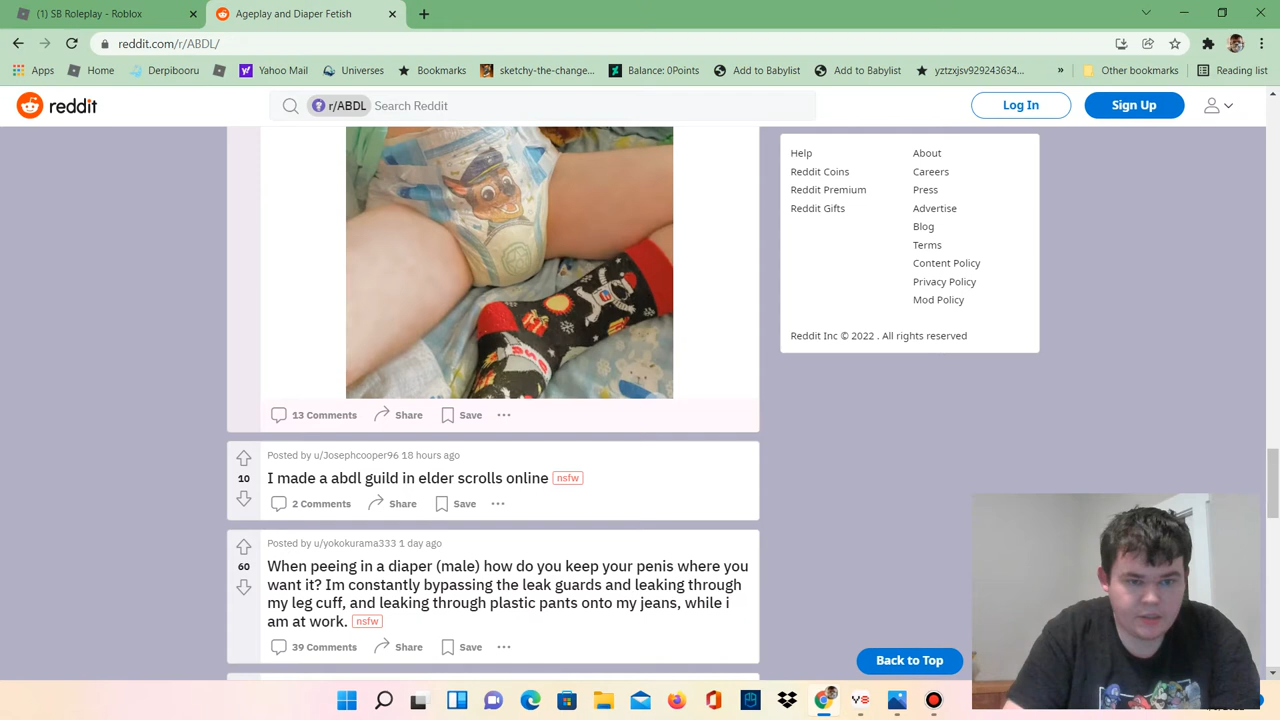 (1) SB Roleplay - Roblox
Ageplay and Diaper Fetish
reddit.com/r/ABDL/
Apps
Home
Derpibooru
Yahoo Mail
Universe
Bookmarks
sketchy-the-change...
Balance: 0Points
Add to Babylist
Add to Babylist
yztzxjsv929243634...
»
Other bookmarks
Reading list
reddit
r/ABDL
Search Reddit
Log In
Sign Up
Help
About
Reddit Coins
Careers
Reddit Premium
Press
Reddit Gifts
Advertise
Blog
Terms
Content Policy
Privacy Policy
Mod Policy
Reddit Inc © 2022 . All rights reserved
13 Comments
Share
Save
...
Posted by u/Josephcooper96 18 hours ago
10
I made a abdl guild in elder scrolls online nsfw
2 Comments
Share
Save
...
Posted by u/yokokurama333 1 day ago
60
When peeing in a diaper (male) how do you keep your penis where you
want it? Im constantly bypassing the leak guards and leaking through
my leg cuff, and leaking through plastic pants onto my jeans, while i
am at work. nsfw
39 Comments
Share
Save
...
Back to Top